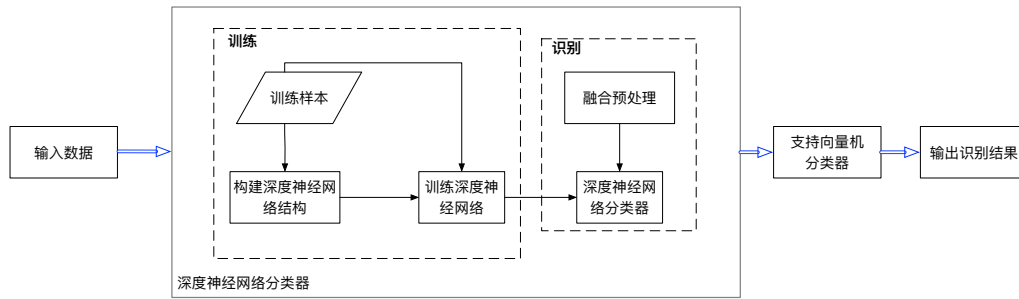 训练
识别
训练样本
融合预处理
输入数据
支持向量机
分类器
输出识别结果
构建深度神经网
络结构
训练深度神
经网络
深度神经网
络分类器
深度神经网络分类器